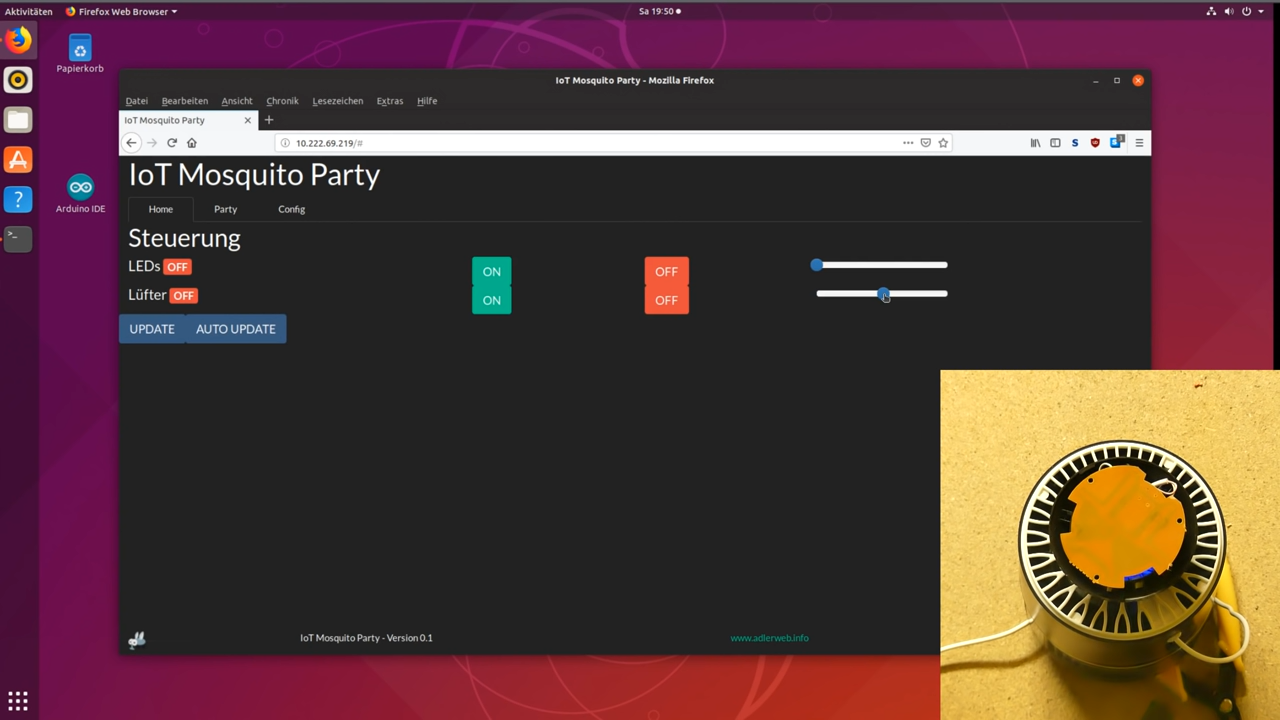 Aktivitäten Firefox Web Browser Sa 19:50
Papierkorb
IoT Mosquito Party - Mozilla Firefox
Datei Bearbeiten Ansicht Chronik Lesezeichen Extras Hilfe
IoT Mosquito Party
10.222.69.219/#
IoT Mosquito Party
Home Party Config
Arduino IDE
Steuerung
LEDs OFF ON OFF
Lüfter OFF ON OFF
UPDATE AUTO UPDATE
IoT Mosquito Party - Version 0.1 www.adlerweb.info